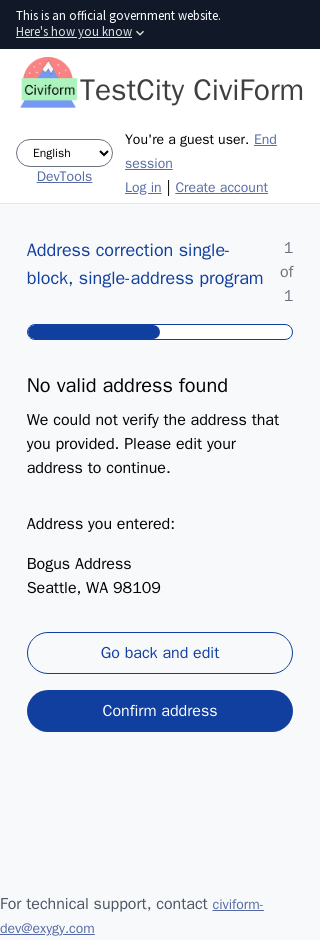 This is an official government website.
Here's how you know
Civiform
TestCity CiviForm
English
DevTools
You're a guest user. End
session
Log in | Create account
Address correction single-
block, single-address program
1
of
1
No valid address found
We could not verify the address that
you provided. Please edit your
address to continue.
Address you entered:
Bogus Address
Seattle, WA 98109
Go back and edit
Confirm address
For technical support, contact civiform-
dev@exygy.com